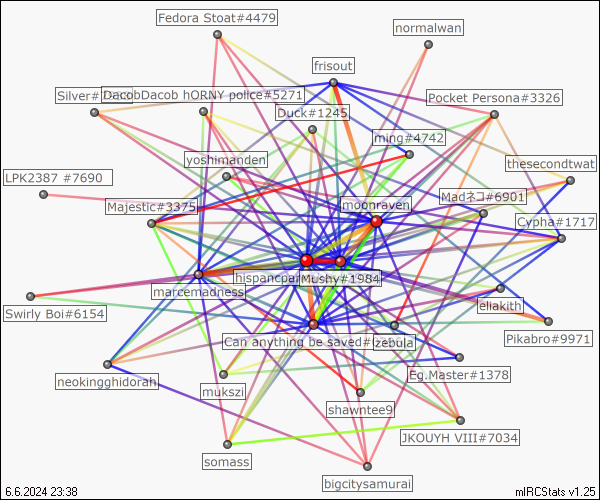 Fedora Stoat#4479
normalwan
frisout
DacobDacob hORNY police#5271
Silver#
Pocket Persona#3326
Duck#1245
ming#4742
yoshimanden
thesecondtwat
LPK2387 #7690
Majestic#3375
moonraven
Madネコ#6901
Cypha#1717
Mushy#1984
marcemadness
eliakith
Swirly Boi#6154
Can anything be saved#
zebula
Pikabro#9971
neokingghidorah
mukszi
Eg.Master#1378
shawntee9
JKOUYH VIII#7034
somass
bigcitysamurai
6.6.2024 23:38
mIRCStats v1.25